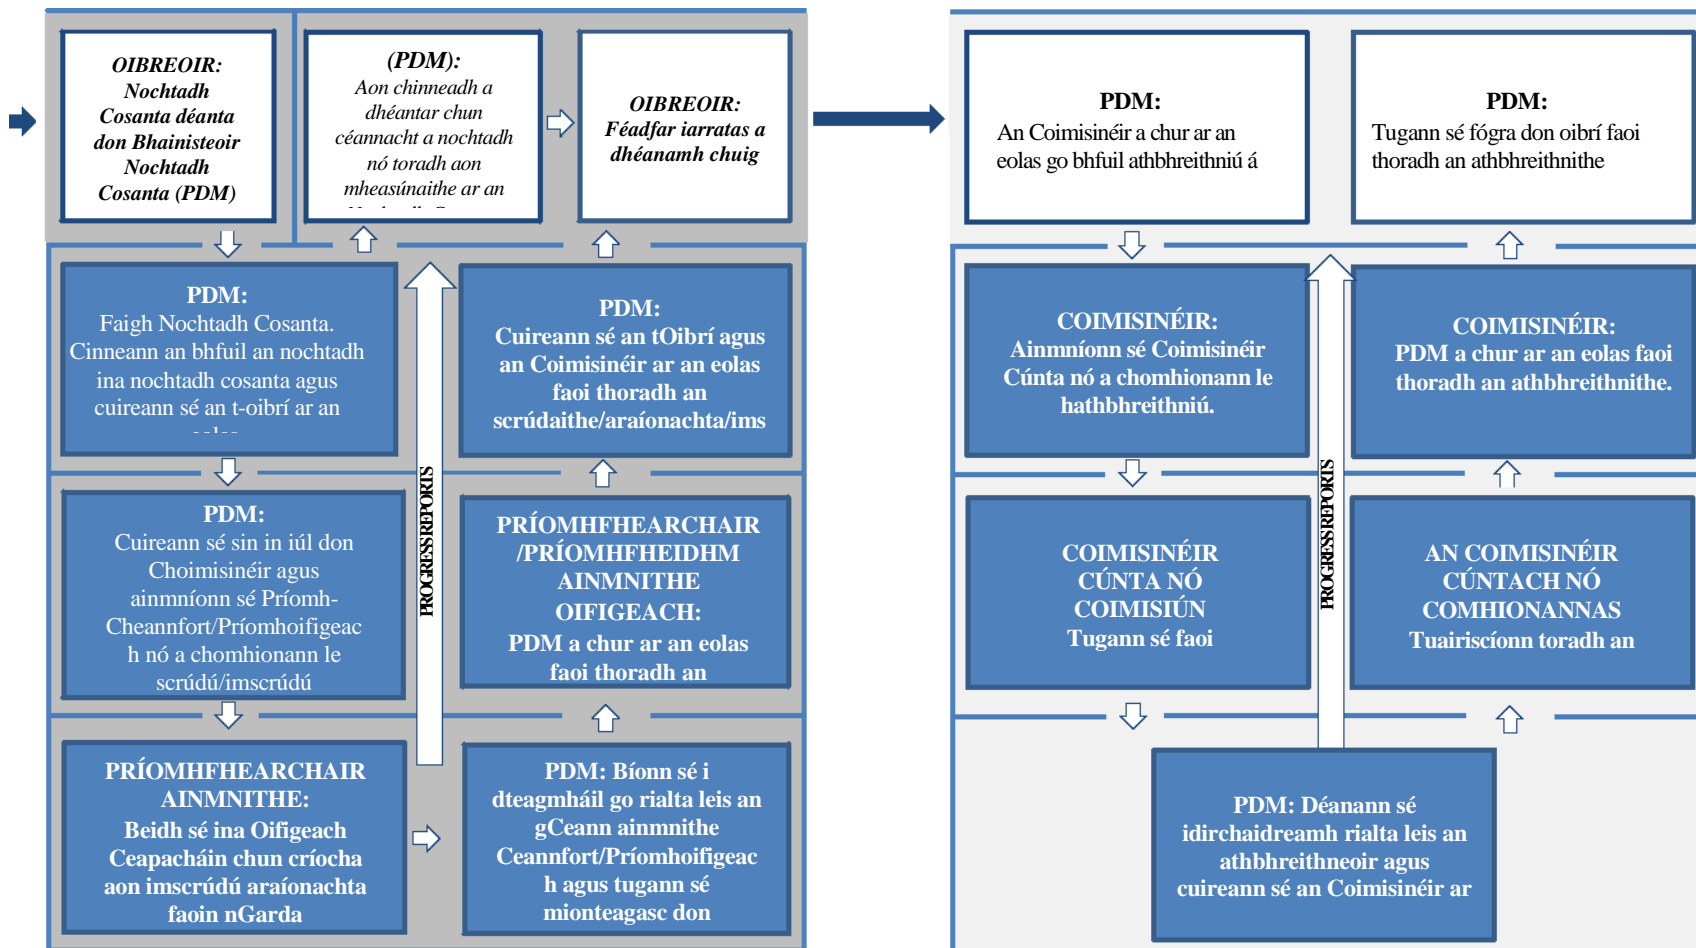 OIBREOIR:
Nochtadh
Cosanta déanta
don Bhainisteoir
Nochtadh
Cosanta (PDM)
(PDM):
Aon chinneadh a
dhéantar chun
céannacht a nochtadh
nó toradh aon
mheasúnaithe ar an
OIBREOIR:
Féadfar iarratas a
dhéanamh chuig
PDM:
Faigh Nochtadh Cosanta.
Cinneann an bhfuil an nochtadh
ina nochtadh cosanta agus
cuireann sé an t-oibrí ar an
PDM:
Cuireann sé an tOibrí agus
an Coimisinéir ar an eolas
faoi thoradh an
scrúdaithe/araíonachta/ims
PDM:
Cuireann sé sin in iúl don
Choimisinéir agus
ainmníonn sé Príomh-
Cheannfort/Príomhoifigeac
h nó a chomhionann le
scrúdú/imscrúdú
PRÍOMHFHEARCHAIR
/PRÍOMHFHEIDHM
AINMNITHE
OIFIGEACH:
PDM a chur ar an eolas
faoi thoradh an
PRÍOMHFHEARCHAIR
AINMNITHE:
Beidh sé ina Oifigeach
Ceapacháin chun críocha
aon imscrúdú araíonachta
faoin nGarda
PDM: Bíonn sé i
dteagmháil go rialta leis an
gCeann ainmnithe
Ceannfort/Príomhoifigeac
h agus tugann sé
mionteagasc don
PROGRESS REPORTS
PDM:
An Coimisinéir a chur ar an
eolas go bhfuil athbhreithniú á
PDM:
Tugann sé fógra don oibrí faoi
thoradh an athbhreithnithe
COIMISINÉIR:
Ainmníonn sé Coimisinéir
Cúnta nó a chomhionann le
hathbhreithniú.
COIMISINÉIR:
PDM a chur ar an eolas faoi
thoradh an athbhreithnithe.
COIMISINÉIR
CÚNTA NÓ
COIMISIÚN
Tugann sé faoi
AN COIMISINÉIR
CÚNTACH NÓ
COMHIONANNAS
Tuairiscíonn toradh an
PDM: Déanann sé
idirchaidreamh rialta leis an
athbhreithneoir agus
cuireann sé an Coimisinéir ar
PROGRESS REPORTS